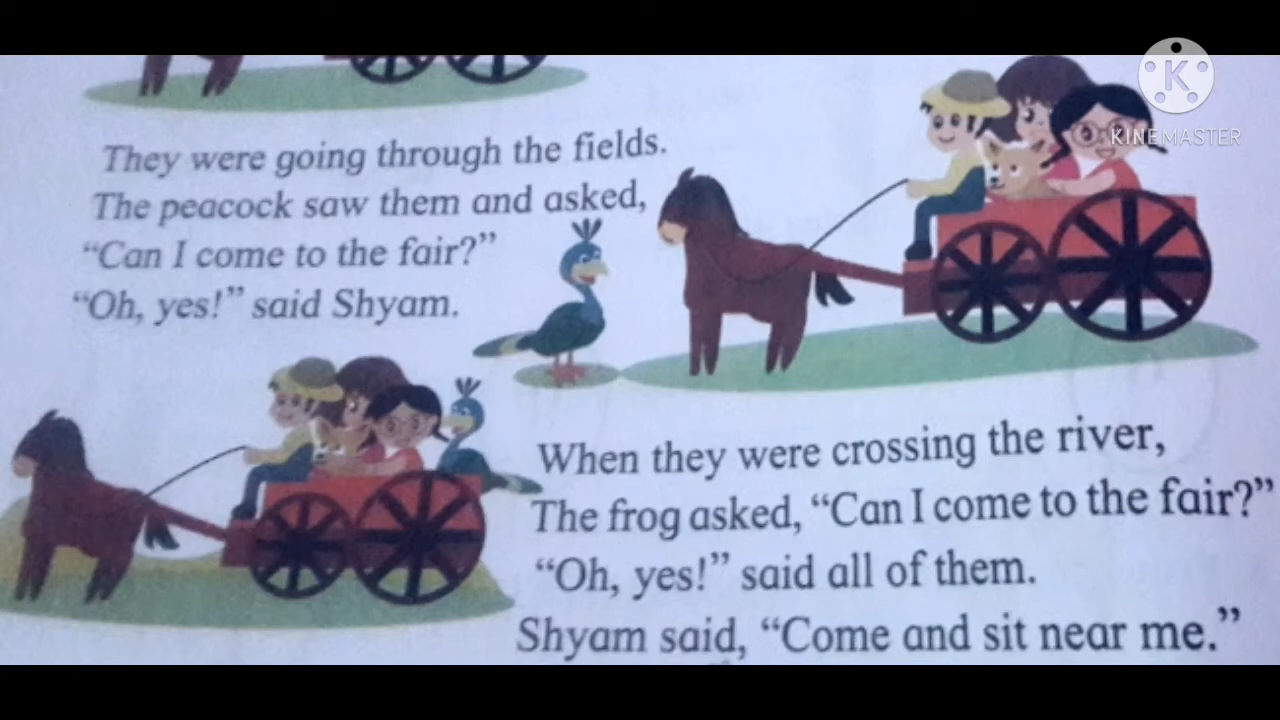 KINEMASTER
They were going through the fields.
The peacock saw them and asked,
“Can I come to the fair?”
“Oh, yes!” said Shyam.
When they were crossing the river,
The frog asked, “Can I come to the fair?”
“Oh, yes!” said all of them.
Shyam said, “Come and sit near me.”